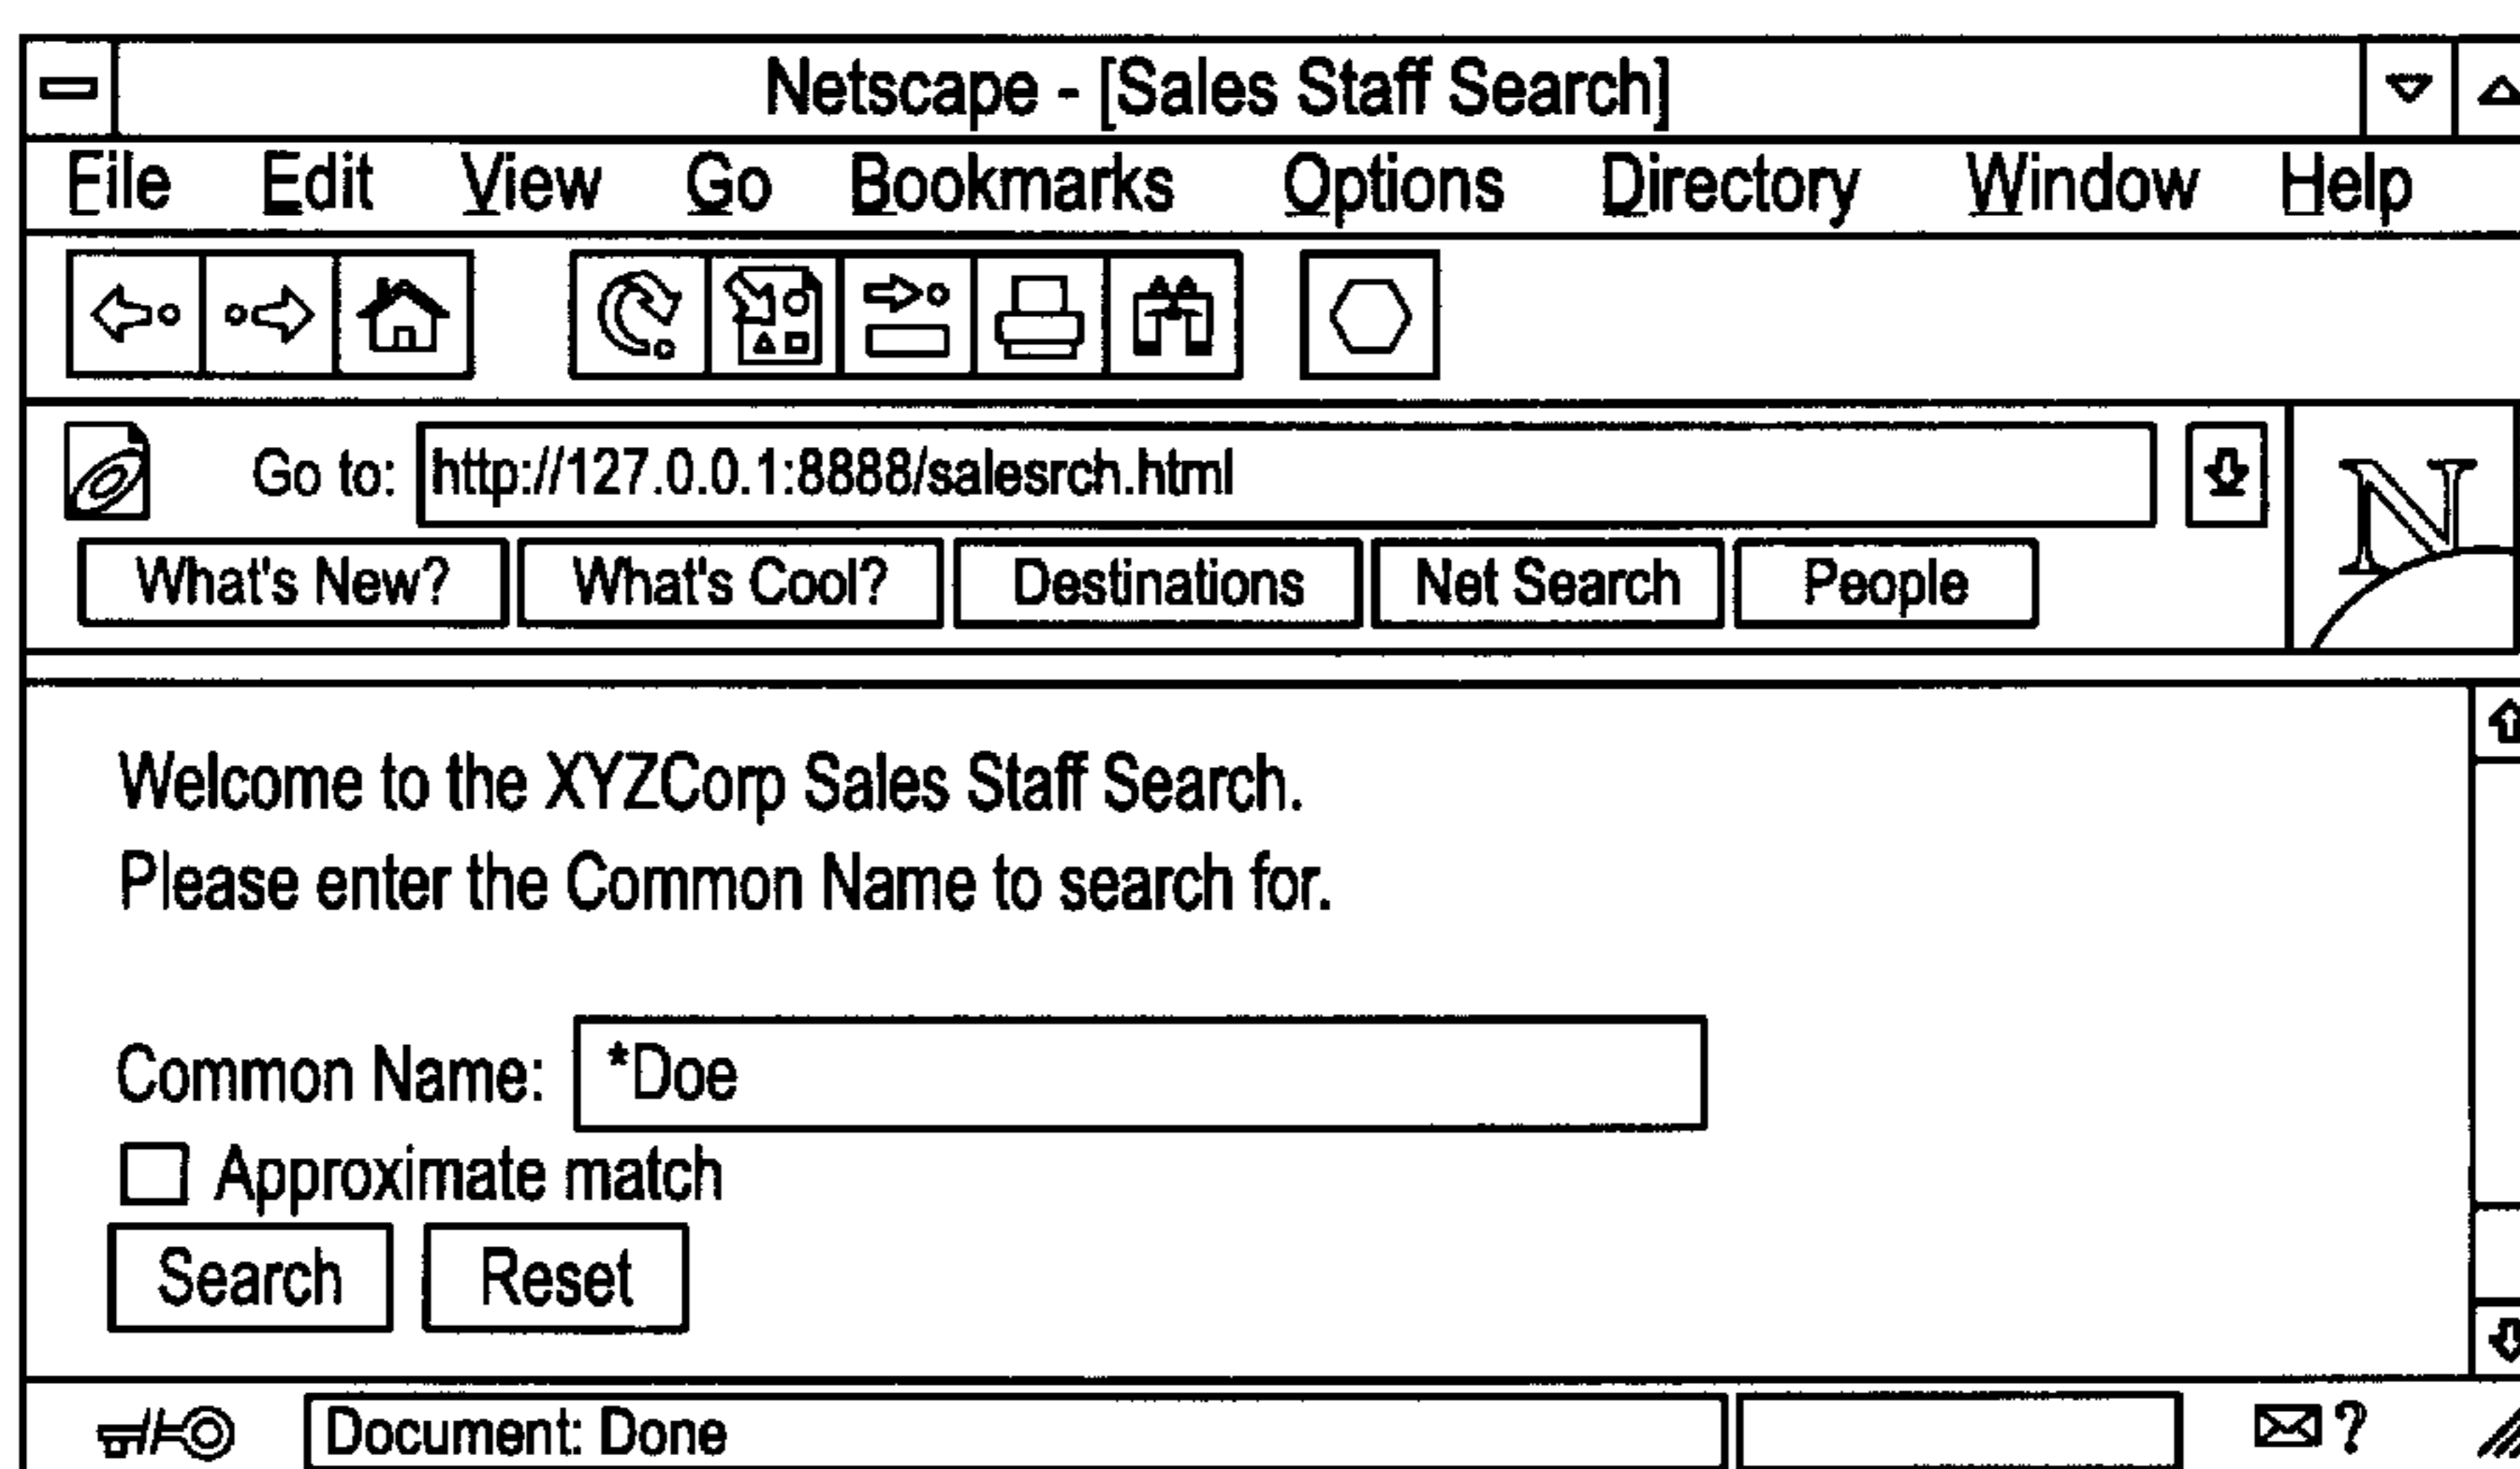 Netscape - [Sales Staff Search]
File Edit View Go Bookmarks Options Directory Window Help
Go to: http://127.0.0.1:8888/salesrch.html
N
What's New? What's Cool? Destinations Net Search People
Welcome to the XYZCorp Sales Staff Search.
Please enter the Common Name to search for.
Common Name: *Doe
Approximate match
Search Reset
Document: Done ?